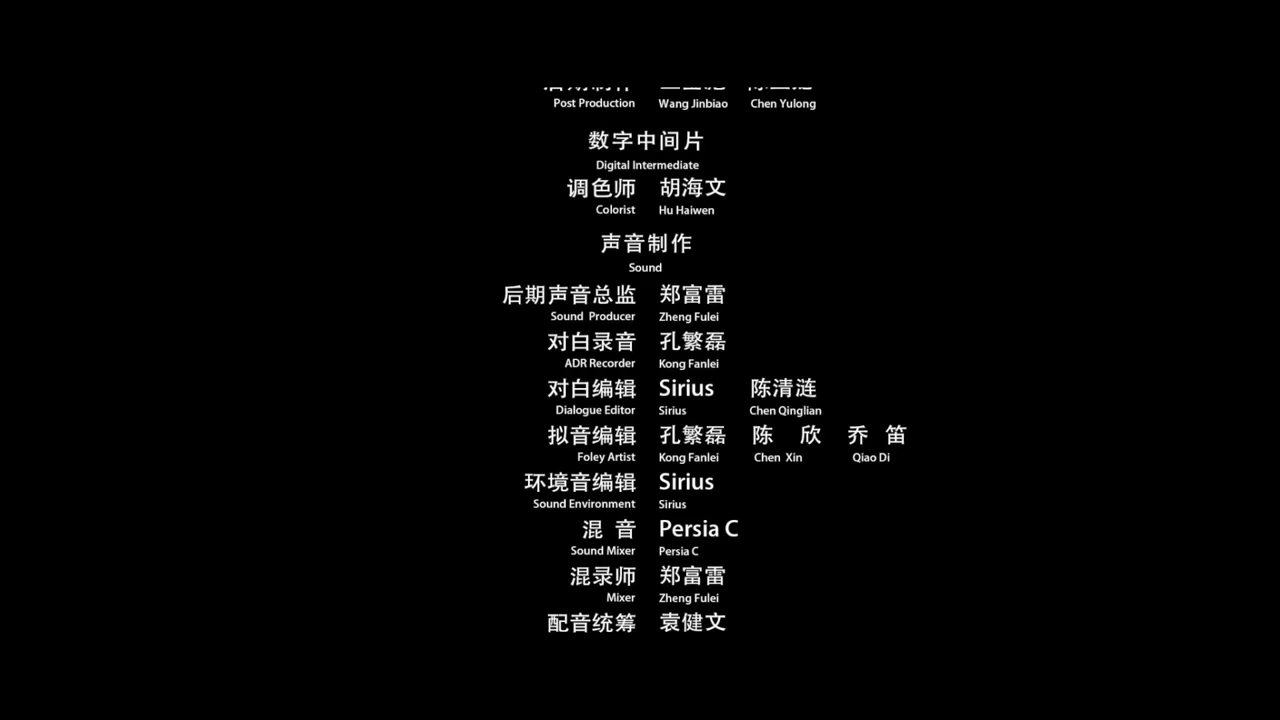 Post Production Wang Jinbiao Chen Yulong
数字中间片
Digital Intermediate
调色师 胡海文
Colorist Hu Haiwen
声音制作
Sound
后期声音总监 郑富雷
Sound Producer Zheng Fulei
对白录音 孔繁磊
ADR Recorder Kong Fanlei
对白编辑 Sirius 陈清涟
Dialogue Editor Sirius Chen Qinglian
拟音编辑 孔繁磊 陈 欣 乔 笛
Foley Artist Kong Fanlei Chen Xin Qiao Di
环境音编辑 Sirius
Sound Environment Sirius
混 音 Persia C
Sound Mixer Persia C
混录师 郑富雷
Mixer Zheng Fulei
配音统筹 袁健文